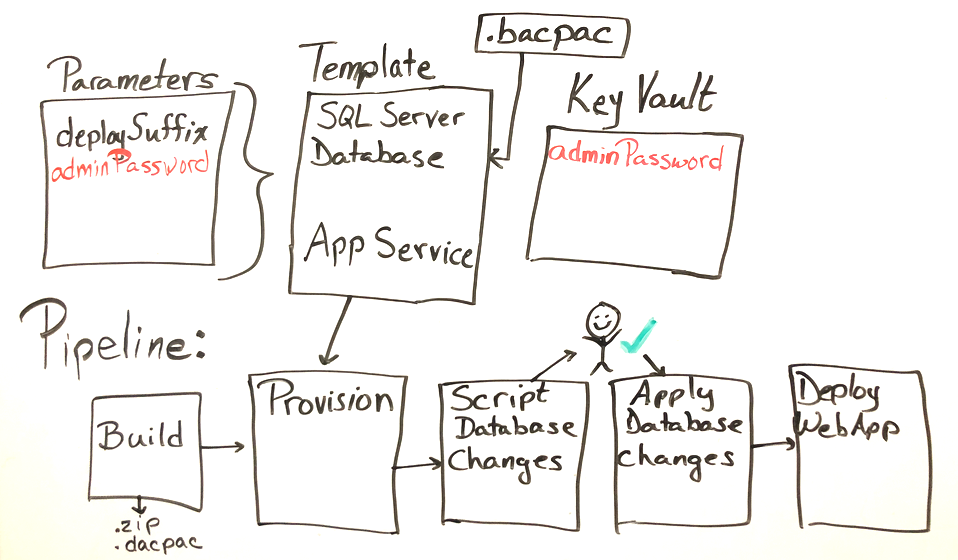 .bacpac
Parameters
deploySuffix
adminPassword
Template
SQL Server
Database
App Service
Key Vault
adminPassword
Pipeline:
Build
.zip
.dacpac
Provision
Script
Database
Changes
Apply
Database
changes
Deploy
WebApp